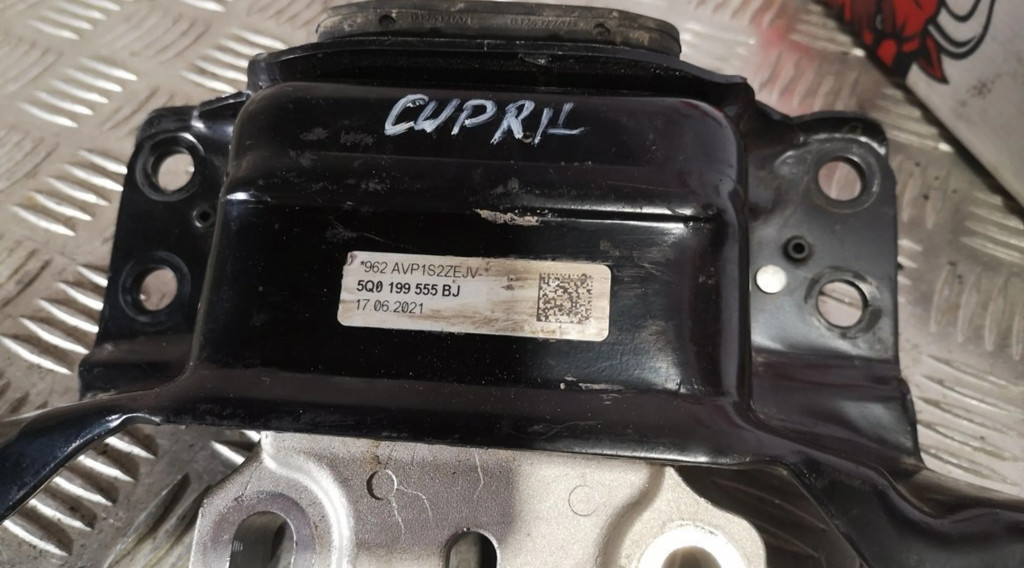 CUPRIL
*962 AVP1S2ZEJV-*
5Q0 199 555 BJ
17.06.2021